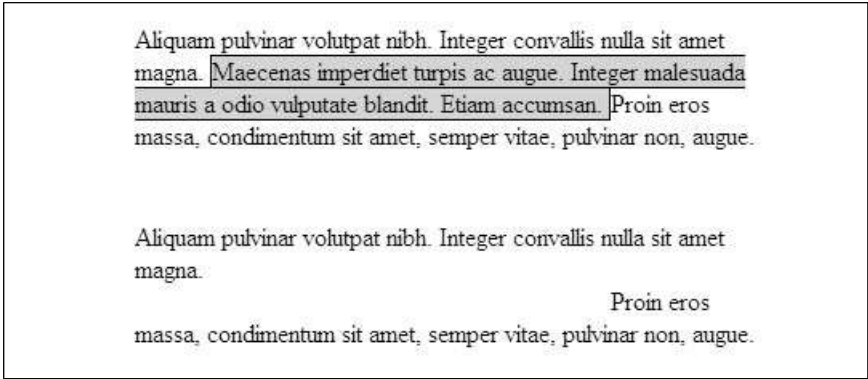 Aliquam pulvinar volutpat nibh. Integer convallis nulla sit amet
magna. Maecenas imperdiet turpis ac augue. Integer malesuada
mauris a odio vulputate blandit. Etiam accumsan. Proin eros
massa, condimentum sit amet, semper vitae, pulvinar non, augue.
Aliquam pulvinar volutpat nibh. Integer convallis nulla sit amet
magna.
Proin eros
massa, condimentum sit amet, semper vitae, pulvinar non, augue.